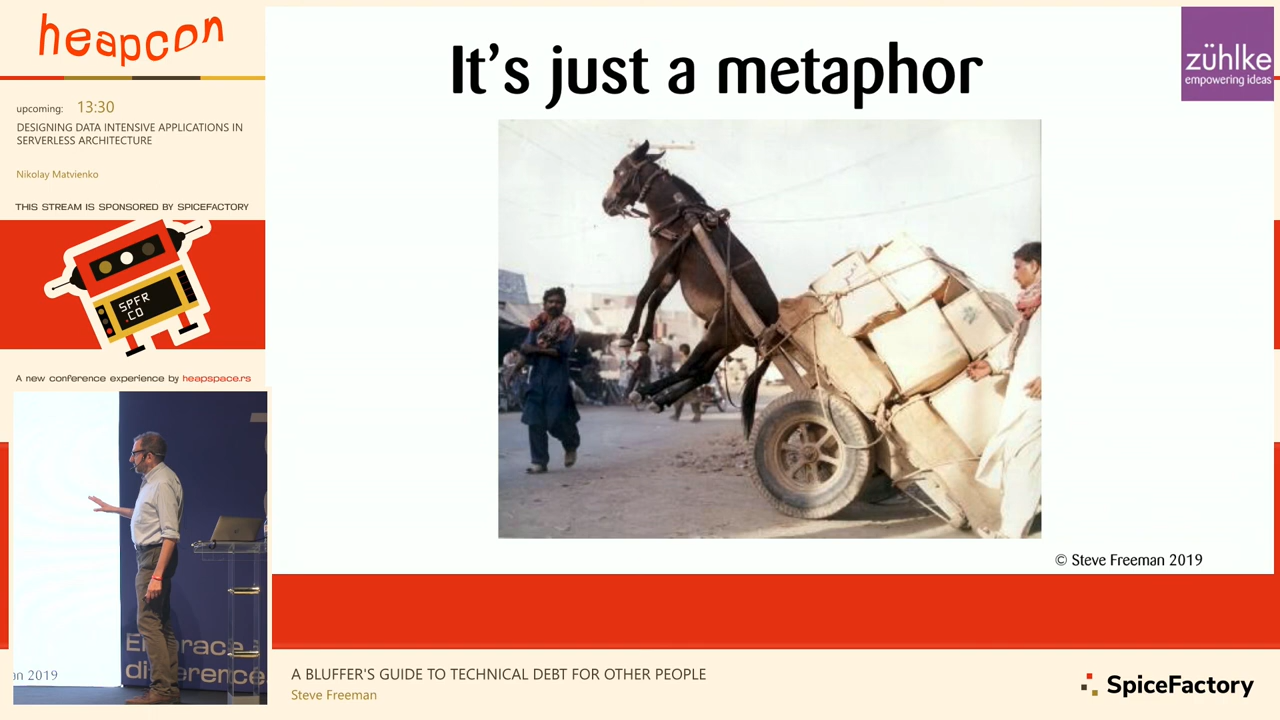 heapcon
upcoming: 13:30
DESIGNING DATA INTENSIVE APPLICATIONS IN
SERVERLESS ARCHITECTURE
Nikolay Matvienko
THIS STREAM IS SPONSORED BY SPICEFACTORY
SPFR
.CO
A new conference experience by heapspace.rs
It's just a metaphor
zühlke
empowering ideas
© Steve Freeman 2019
Embrace
difference.
n 2019
A BLUFFER'S GUIDE TO TECHNICAL DEBT FOR OTHER PEOPLE
Steve Freeman
SpiceFactory